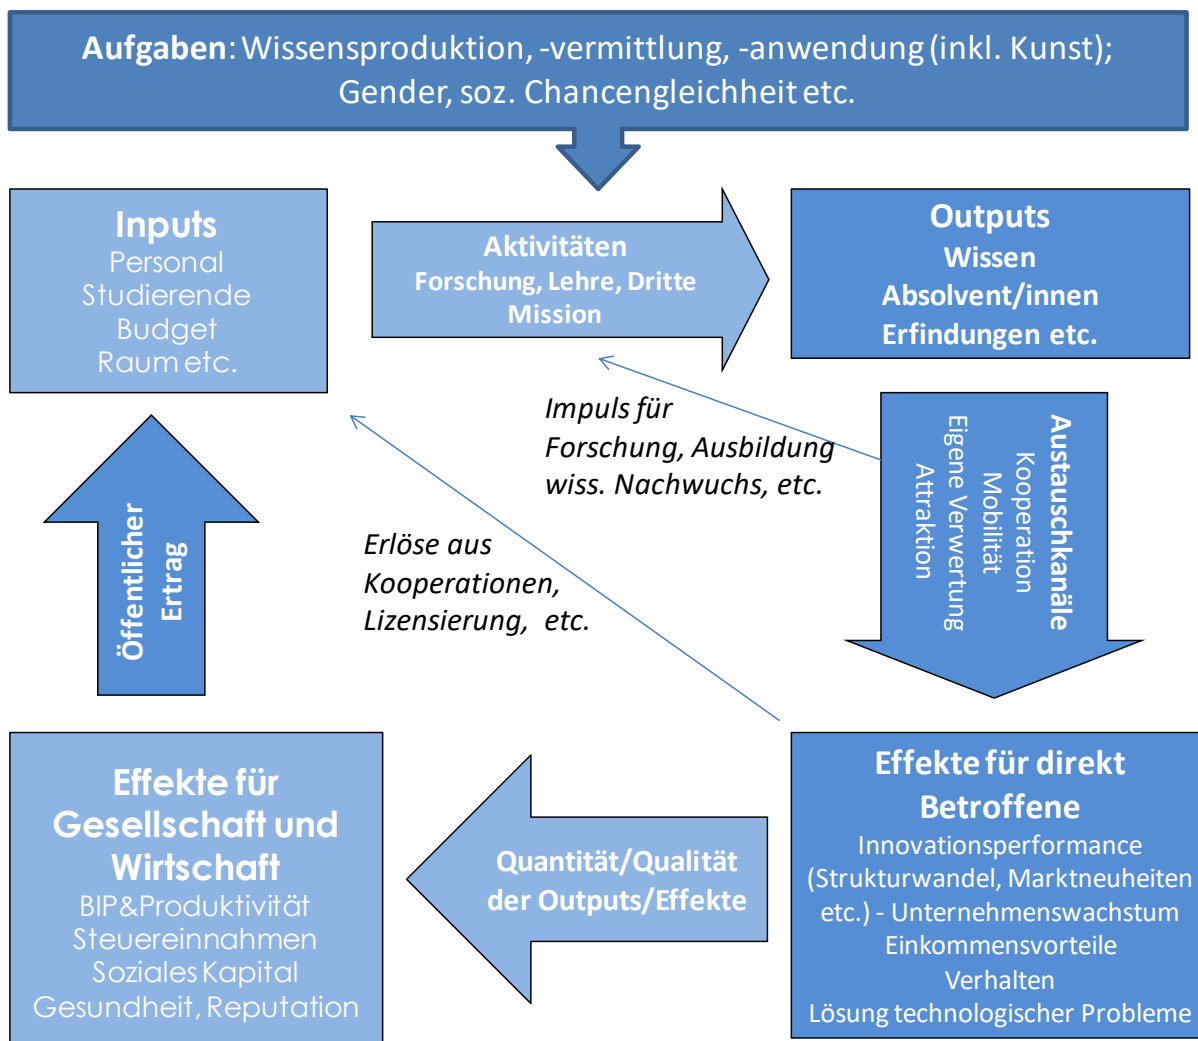 Aufgaben: Wissensproduktion, -vermittlung, -anwendung (inkl. Kunst);
Gender, soz. Chancengleichheit etc.
Inputs
Personal
Studierende
Budget
Raum etc.
Aktivitäten
Forschung, Lehre, Dritte
Mission
Outputs
Wissen
Absolvent/innen
Erfindungen etc.
Impuls für
Forschung, Ausbildung
wiss. Nachwuchs, etc.
Austauschkanäle
Kooperation
Mobilität
Eigene Verwertung
Attraktion
Öffentlicher
Ertrag
Erlöse aus
Kooperationen,
Lizensierung, etc.
Effekte für
Gesellschaft und
Wirtschaft
BIP&Produktivität
Steuereinnahmen
Soziales Kapital
Gesundheit, Reputation
Quantität/Qualität
der Outputs/Effekte
Effekte für direkt
Betroffene
Innovationsperformance
(Strukturwandel, Marktneuheiten
etc.) - Unternehmenswachstum
Einkommensvorteile
Verhalten
Lösung technologischer Probleme